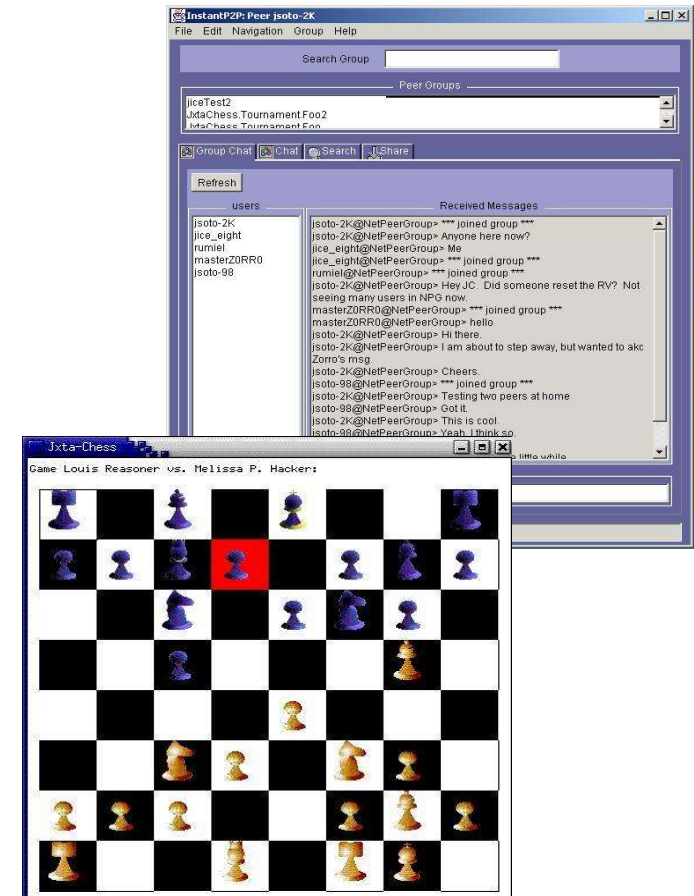 InstantP2P: Peer jsoto-2K
File Edit Navigation Group Help
Search Group
Peer Groups
jiceTest2
JxtaChess.Tournament.Foo2
JxtaChess.Tournament.Foo
Group Chat Chat Search Share
Refresh
users
jsoto-2K
jice_eight
rumiel
masterZ0RR0
jsoto-98
Received Messages
jsoto-2K@NetPeerGroup> *** joined group ***
jsoto-2K@NetPeerGroup> Anyone here now?
jice_eight@NetPeerGroup> Me
jice_eight@NetPeerGroup> *** joined group ***
rumiel@NetPeerGroup> *** joined group ***
jsoto-2K@NetPeerGroup> Hey JC. Did someone reset the RV? Not
seeing many users in NPG now.
masterZ0RR0@NetPeerGroup> *** joined group ***
masterZ0RR0@NetPeerGroup> hello
jsoto-2K@NetPeerGroup> Hi there.
jsoto-2K@NetPeerGroup> I am about to step away, but wanted to akc
Zorro's msg.
jsoto-2K@NetPeerGroup> Cheers.
jsoto-98@NetPeerGroup> *** joined group ***
jsoto-2K@NetPeerGroup> Testing two peers at home
jsoto-98@NetPeerGroup> Got it.
jsoto-2K@NetPeerGroup> This is cool.
jsoto-98@NetPeerGroup> Yeah, I think so.
little while
Jxta-Chess
Game Louis Reasoner vs. Melissa P. Hacker: